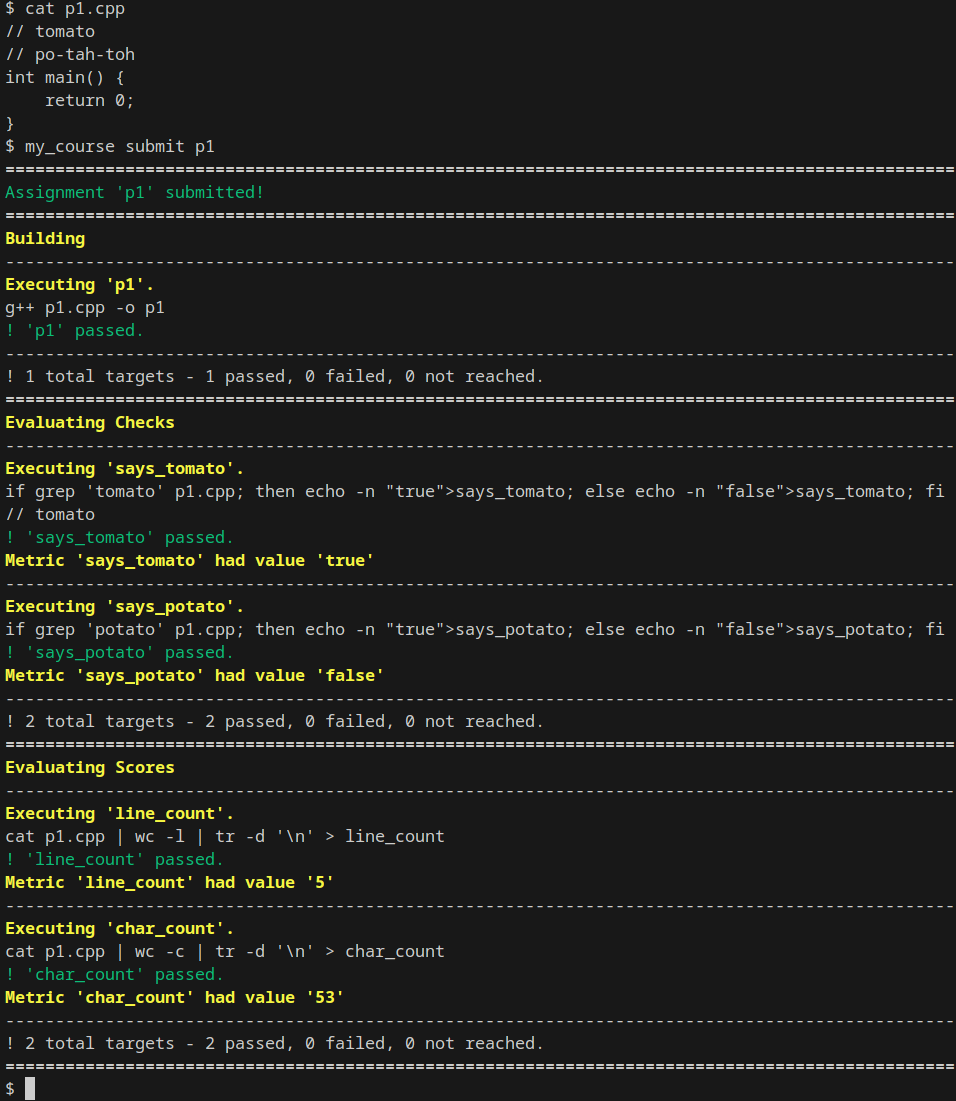 $ cat p1.cpp
// tomato
// po-tah-toh
int main() {
    return 0;
}
$ my_course submit p1
===============================================================================================
Assignment 'p1' submitted!
===============================================================================================
Building
-----------------------------------------------------------------------------------------------
Executing 'p1'.
g++ p1.cpp -o p1
! 'p1' passed.
-----------------------------------------------------------------------------------------------
! 1 total targets - 1 passed, 0 failed, 0 not reached.
===============================================================================================
Evaluating Checks
-----------------------------------------------------------------------------------------------
Executing 'says_tomato'.
if grep 'tomato' p1.cpp; then echo -n "true">says_tomato; else echo -n "false">says_tomato; fi
// tomato
! 'says_tomato' passed.
Metric 'says_tomato' had value 'true'
-----------------------------------------------------------------------------------------------
Executing 'says_potato'.
if grep 'potato' p1.cpp; then echo -n "true">says_potato; else echo -n "false">says_potato; fi
! 'says_potato' passed.
Metric 'says_potato' had value 'false'
-----------------------------------------------------------------------------------------------
! 2 total targets - 2 passed, 0 failed, 0 not reached.
===============================================================================================
Evaluating Scores
-----------------------------------------------------------------------------------------------
Executing 'line_count'.
cat p1.cpp | wc -l | tr -d '\n' > line_count
! 'line_count' passed.
Metric 'line_count' had value '5'
-----------------------------------------------------------------------------------------------
Executing 'char_count'.
cat p1.cpp | wc -c | tr -d '\n' > char_count
! 'char_count' passed.
Metric 'char_count' had value '53'
-----------------------------------------------------------------------------------------------
! 2 total targets - 2 passed, 0 failed, 0 not reached.
===============================================================================================
$